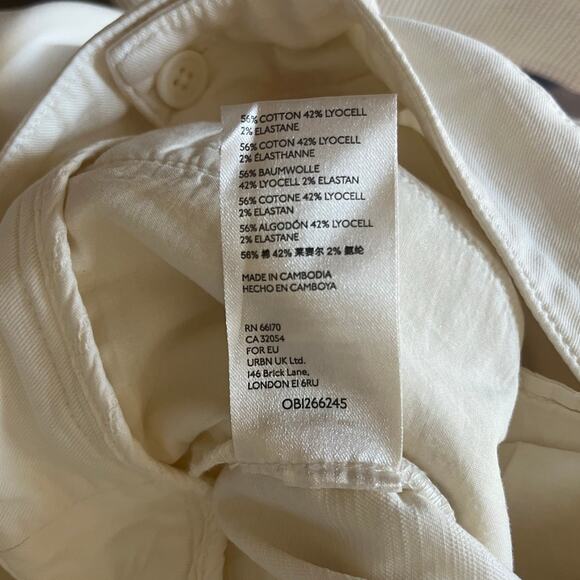 56% COTTON 42% LYOCELL
2% ELASTANE
56% COTON 42% LYOCELL
2% ÉLASTHANNE
56% BAUMWOLLE
42% LYOCELL 2% ELASTAN
56% COTONE 42% LYOCELL
2% ELASTAN
56% ALGODÓN 42% LYOCELL
2% ELASTANE
56% 棉 42% 莱赛尔 2% 氨纶
MADE IN CAMBODIA
HECHO EN CAMBOYA
RN 66170
CA 32054
FOR EU
URBN UK Ltd.
146 Brick Lane,
LONDON E1 6RU
OB1266245